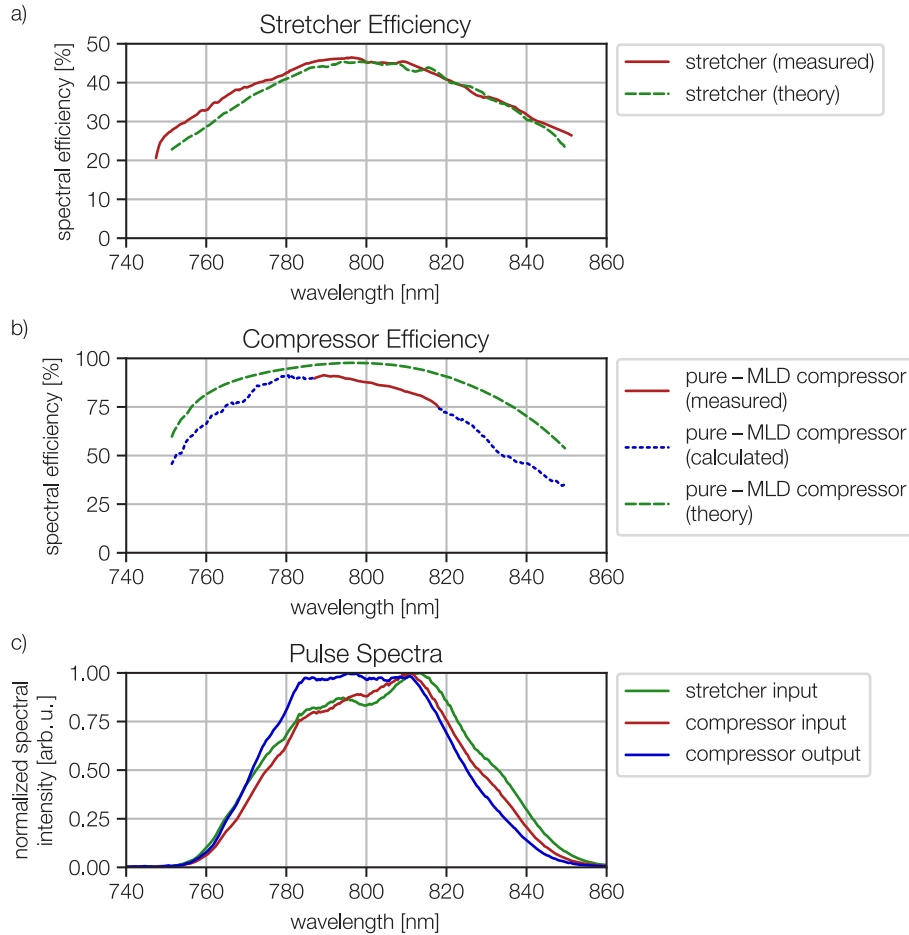 a)
Stretcher Efficiency
spectral efficiency [%]
50
40
30
20
10
0
740 760 780 800 820 840 860
wavelength [nm]
stretcher (measured)
stretcher (theory)
b)
Compressor Efficiency
spectral efficiency [%]
100
75
50
25
0
740 760 780 800 820 840 860
wavelength [nm]
pure – MLD compressor
(measured)
pure – MLD compressor
(calculated)
pure – MLD compressor
(theory)
c)
Pulse Spectra
normalized spectral
intensity [arb. u.]
1.00
0.75
0.50
0.25
0.00
740 760 780 800 820 840 860
wavelength [nm]
stretcher input
compressor input
compressor output